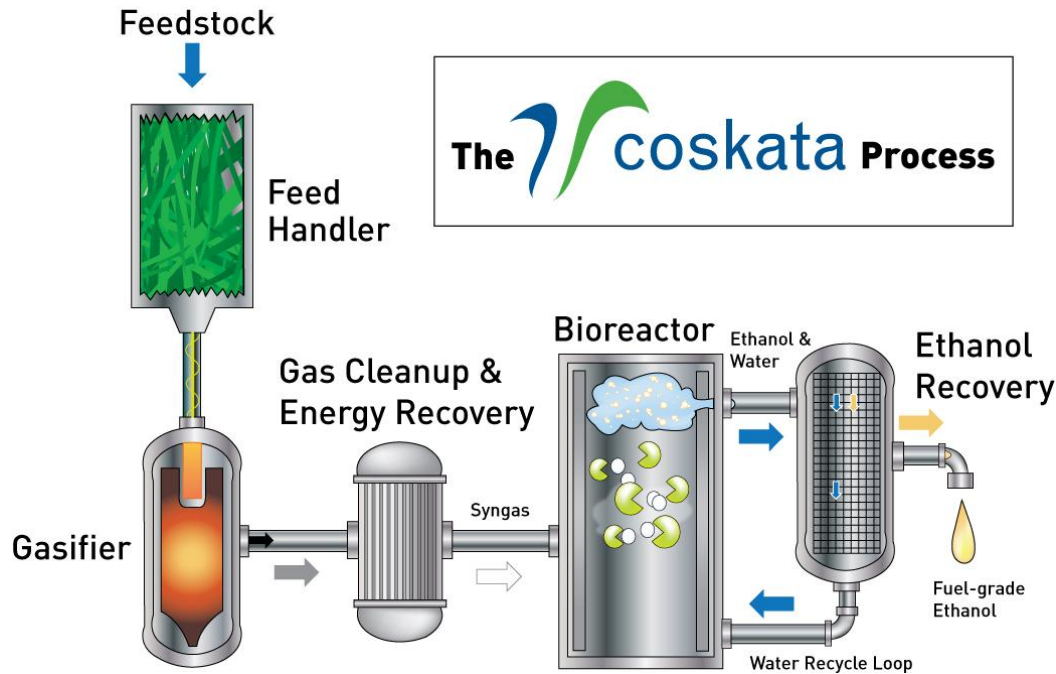 Feedstock
The coskata Process
Feed
Handler
Bioreactor
Ethanol &
Water
Ethanol
Recovery
Gas Cleanup &
Energy Recovery
Syngas
Gasifier
Fuel-grade
Ethanol
Water Recycle Loop